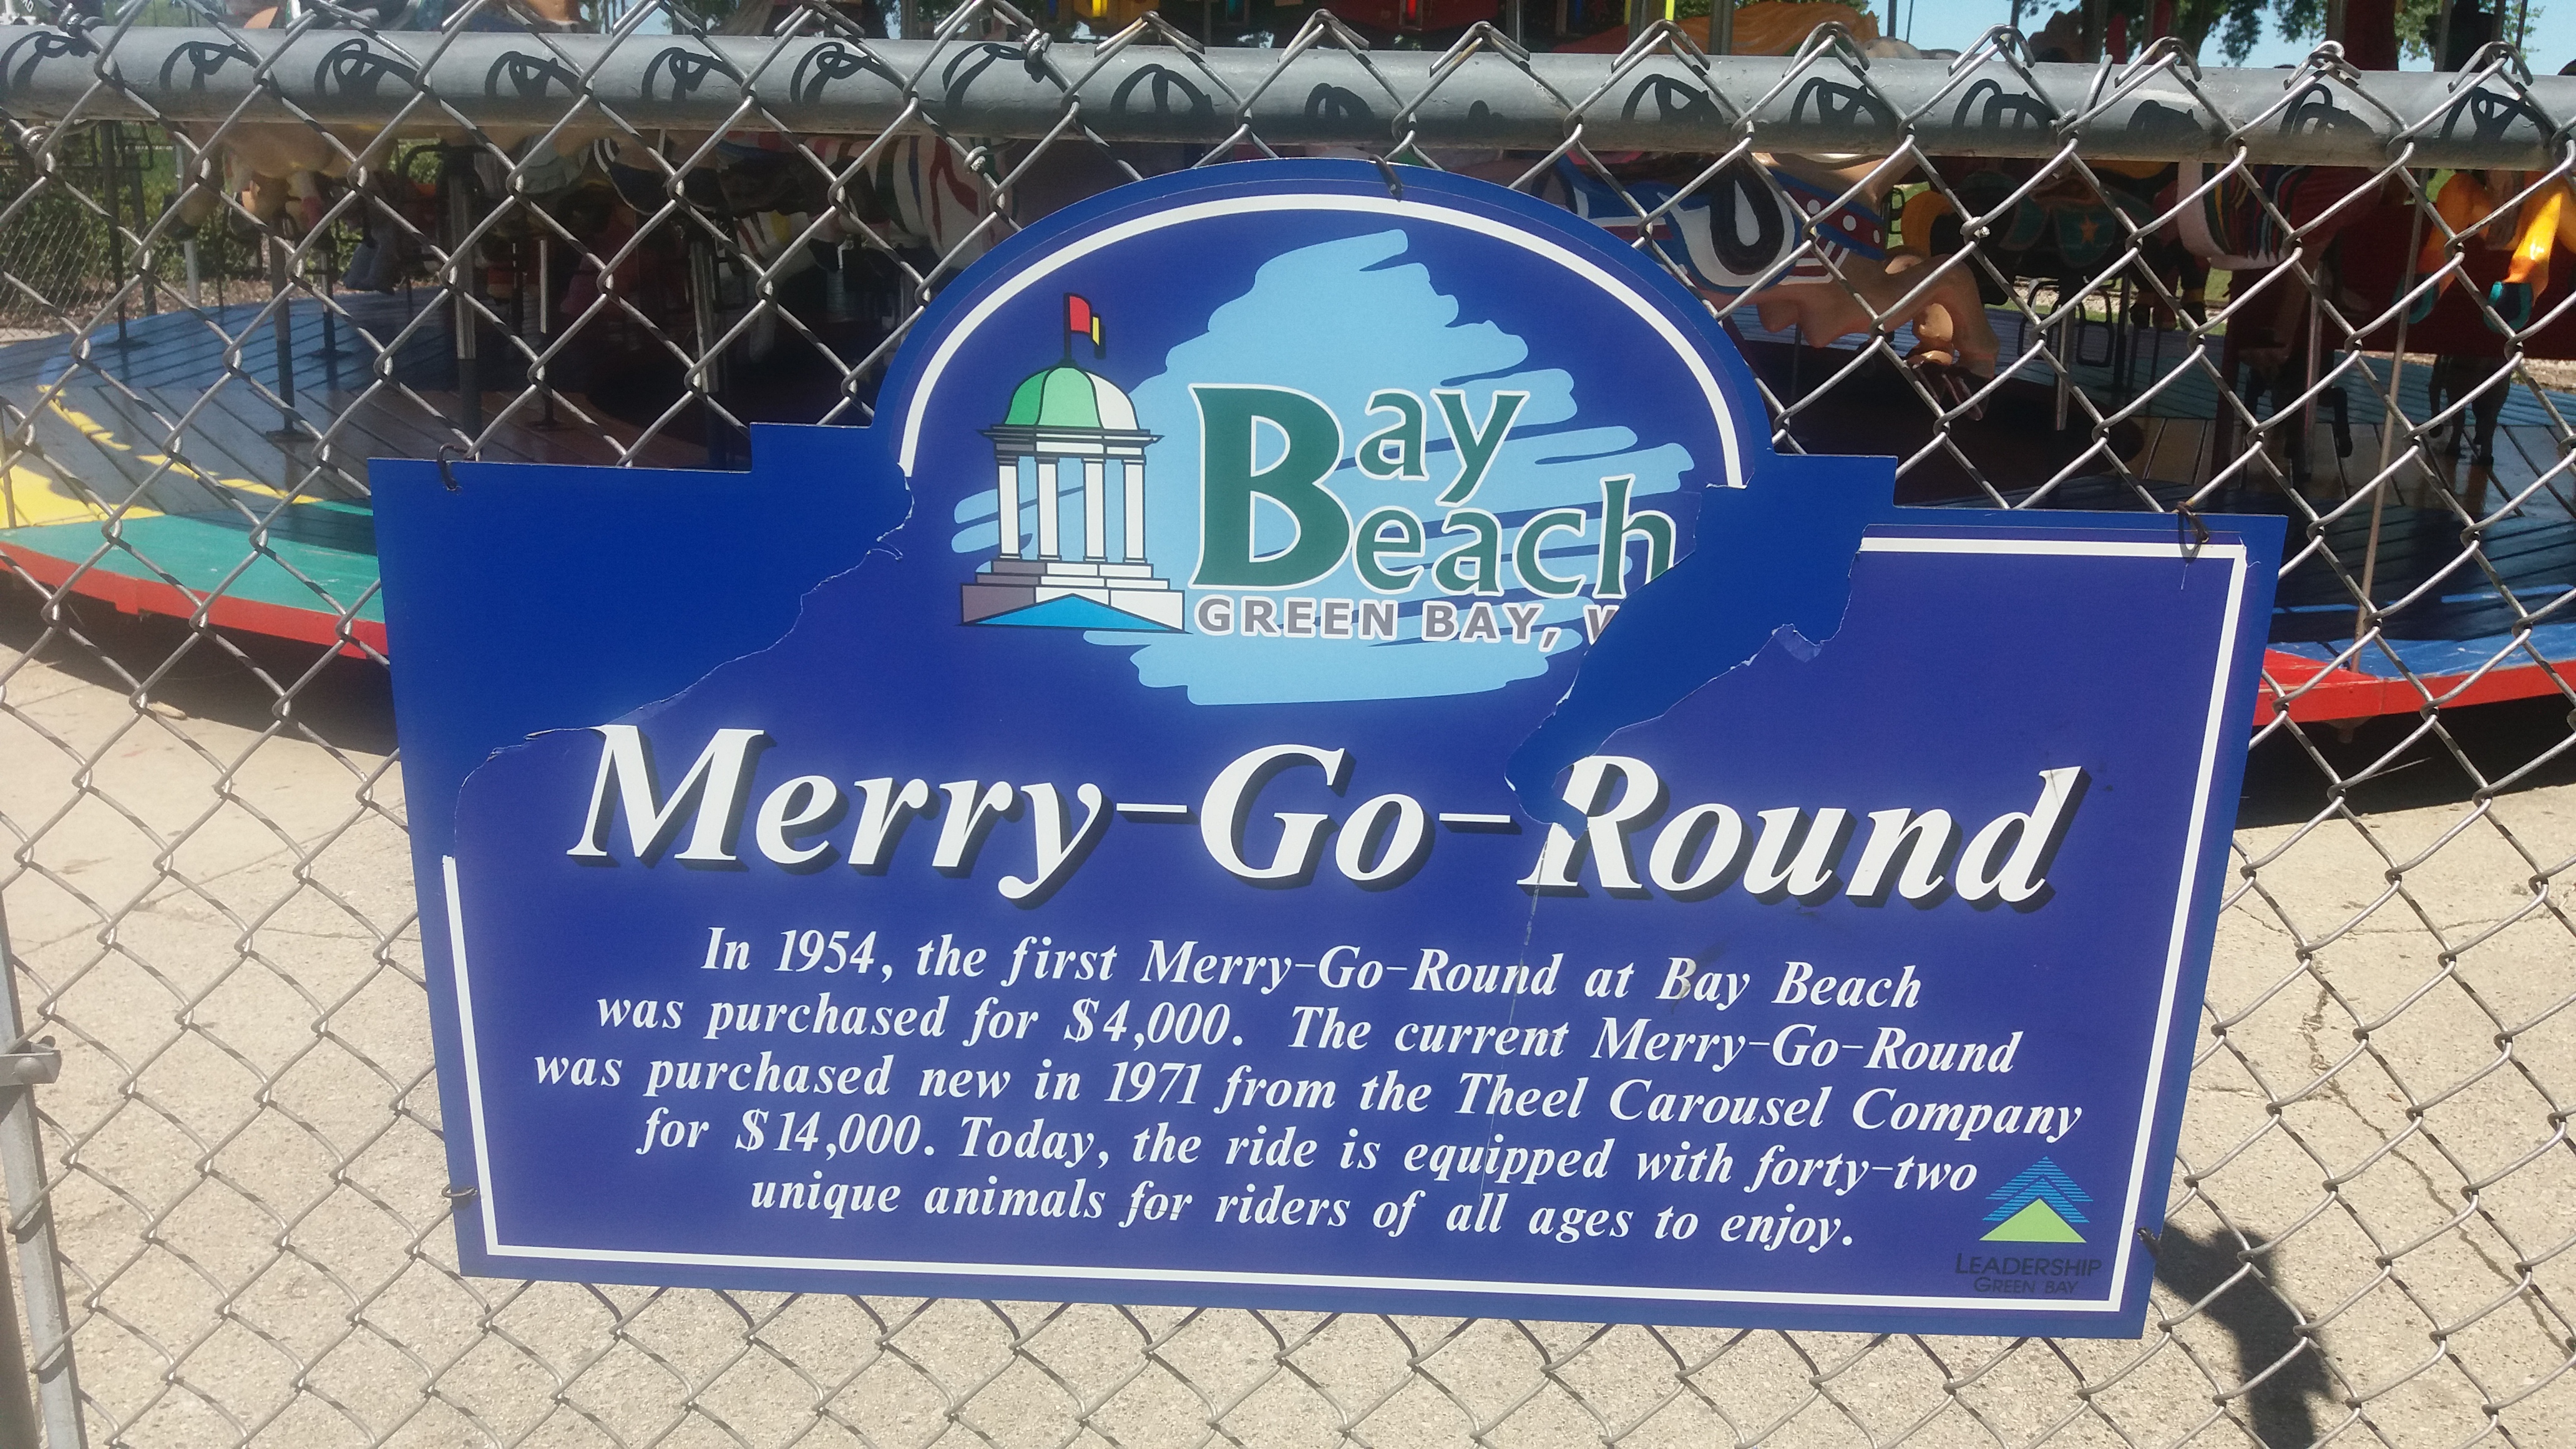 Bay
Beach
GREEN BAY, W
Merry-Go-Round
In 1954, the first Merry-Go-Round at Bay Beach
was purchased for $4,000. The current Merry-Go-Round
was purchased new in 1971 from the Theel Carousel Company
for $14,000. Today, the ride is equipped with forty-two
unique animals for riders of all ages to enjoy.
LEADERSHIP
GREEN BAY